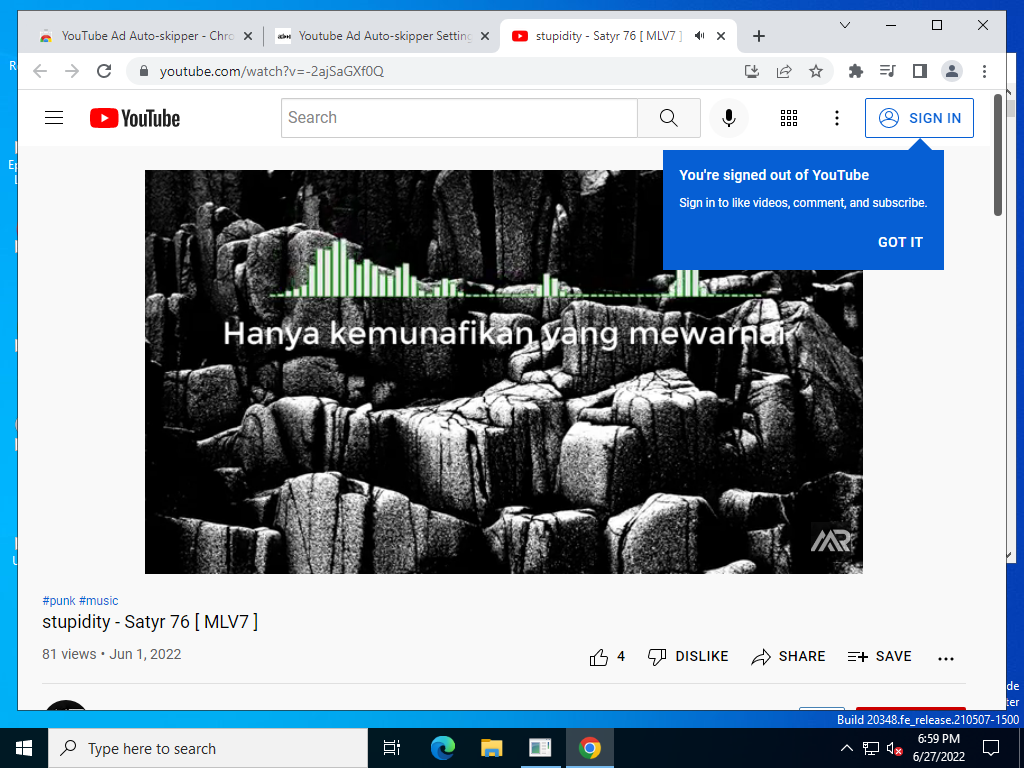 YouTube Ad Auto-skipper - Chro
Youtube Ad Auto-skipper Setting
stupidity - Satyr 76 [ MLV7 ]
youtube.com/watch?v=-2ajSaGXf0Q
YouTube
Search
SIGN IN
You're signed out of YouTube
Sign in to like videos, comment, and subscribe.
GOT IT
Hanya kemunafikan yang mewarnai
MR
#punk #music
stupidity - Satyr 76 [ MLV7 ]
81 views • Jun 1, 2022
4
DISLIKE
SHARE
SAVE
Build 20348.fe_release.210507-1500
Type here to search
6:59 PM
6/27/2022